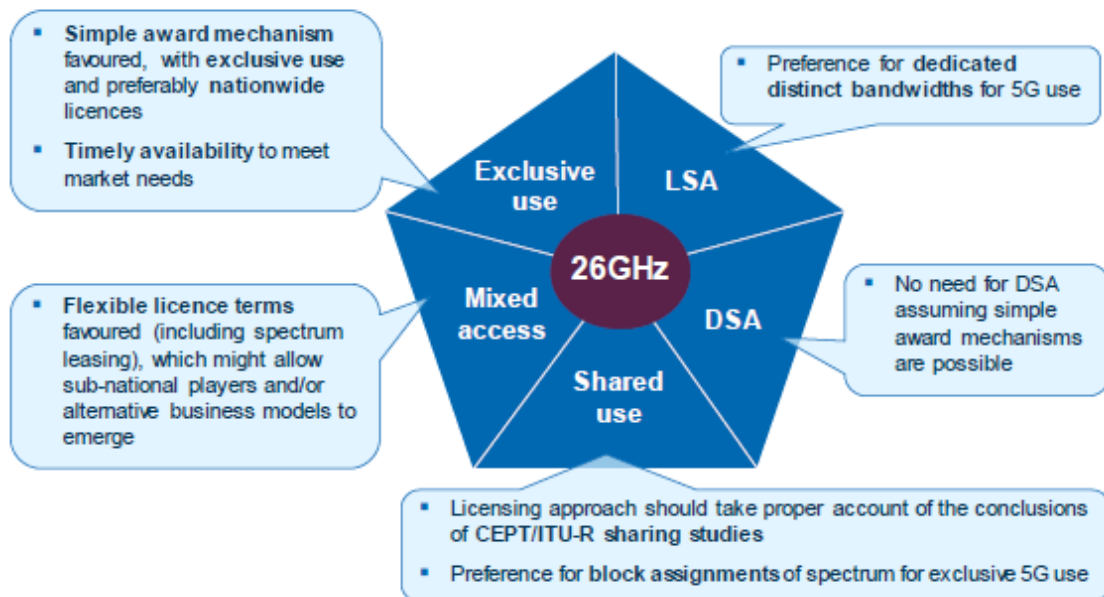 ▪ Simple award mechanism
favoured, with exclusive use
and preferably nationwide
licences
▪ Timely availability to meet
market needs
▪ Preference for dedicated
distinct bandwidths for 5G use
Exclusive
use
LSA
26GHz
▪ Flexible licence terms
favoured (including spectrum
leasing), which might allow
sub-national players and/or
alternative business models to
emerge
Mixed
access
DSA
▪ No need for DSA
assuming simple
award mechanisms
are possible
Shared
use
▪ Licensing approach should take proper account of the conclusions
of CEPT/ITU-R sharing studies
▪ Preference for block assignments of spectrum for exclusive 5G use